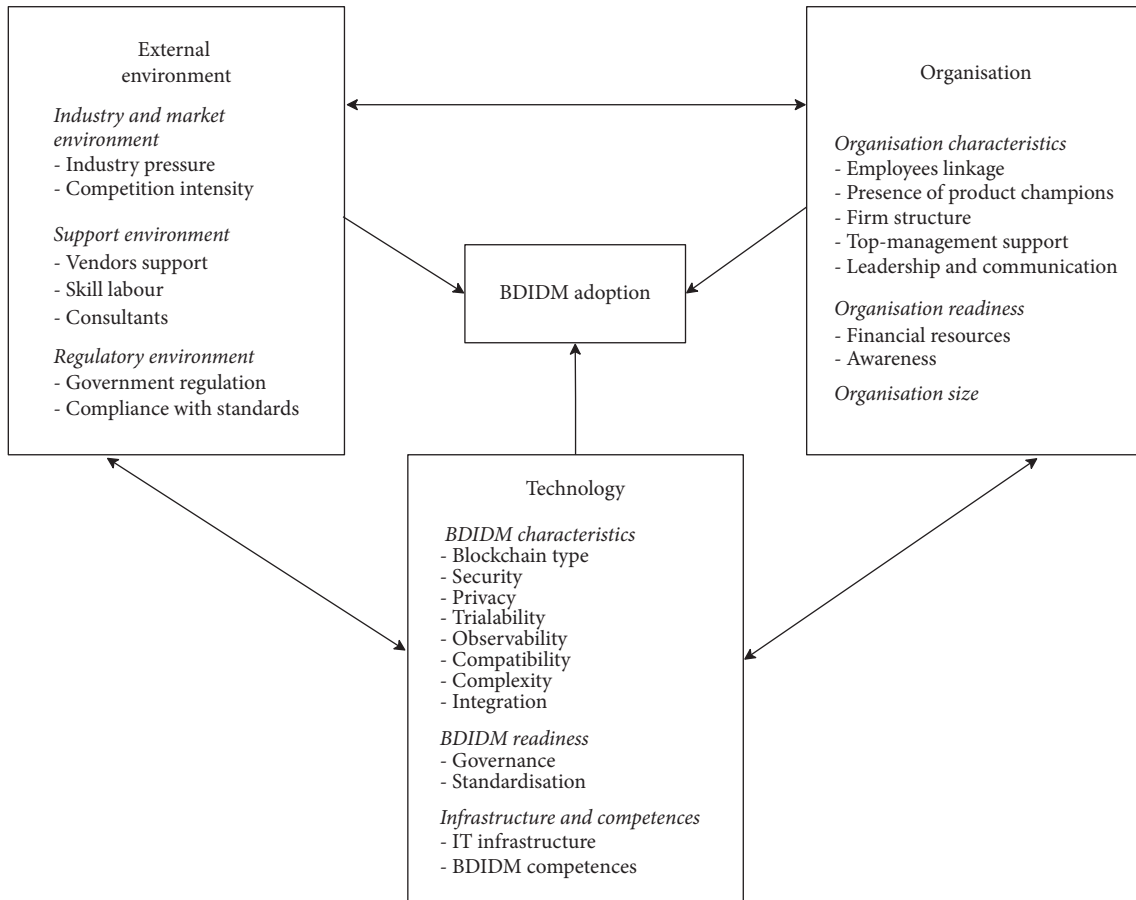 External
environment
Industry and market
environment
- Industry pressure
- Competition intensity
Support environment
- Vendors support
- Skill labour
- Consultants
Regulatory environment
- Government regulation
- Compliance with standards
Organisation
Organisation characteristics
- Employees linkage
- Presence of product champions
- Firm structure
- Top-management support
- Leadership and communication
Organisation readiness
- Financial resources
- Awareness
Organisation size
BDIDM adoption
Technology
BDIDM characteristics
- Blockchain type
- Security
- Privacy
- Trialability
- Observability
- Compatibility
- Complexity
- Integration
BDIDM readiness
- Governance
- Standardisation
Infrastructure and competences
- IT infrastructure
- BDIDM competences